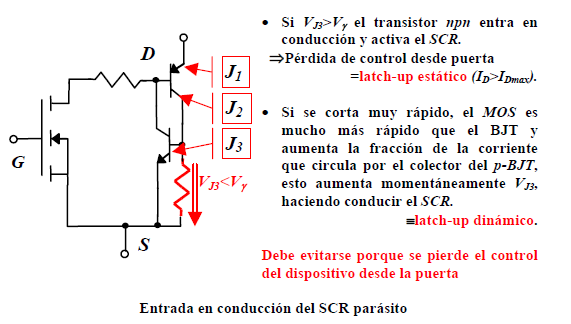 D
J1
J2
J3
G
VJ3<Vγ
S
• Si VJ3>Vγ el transistor npn entra en
conducción y activa el SCR.
⇒Pérdida de control desde puerta
=latch-up estático (ID>IDmax).
• Si se corta muy rápido, el MOS es
mucho más rápido que el BJT y
aumenta la fracción de la corriente
que circula por el colector del p-BJT,
esto aumenta momentáneamente VJ3,
haciendo conducir el SCR.
≡latch-up dinámico.
Debe evitarse porque se pierde el control
del dispositivo desde la puerta
Entrada en conducción del SCR parásito